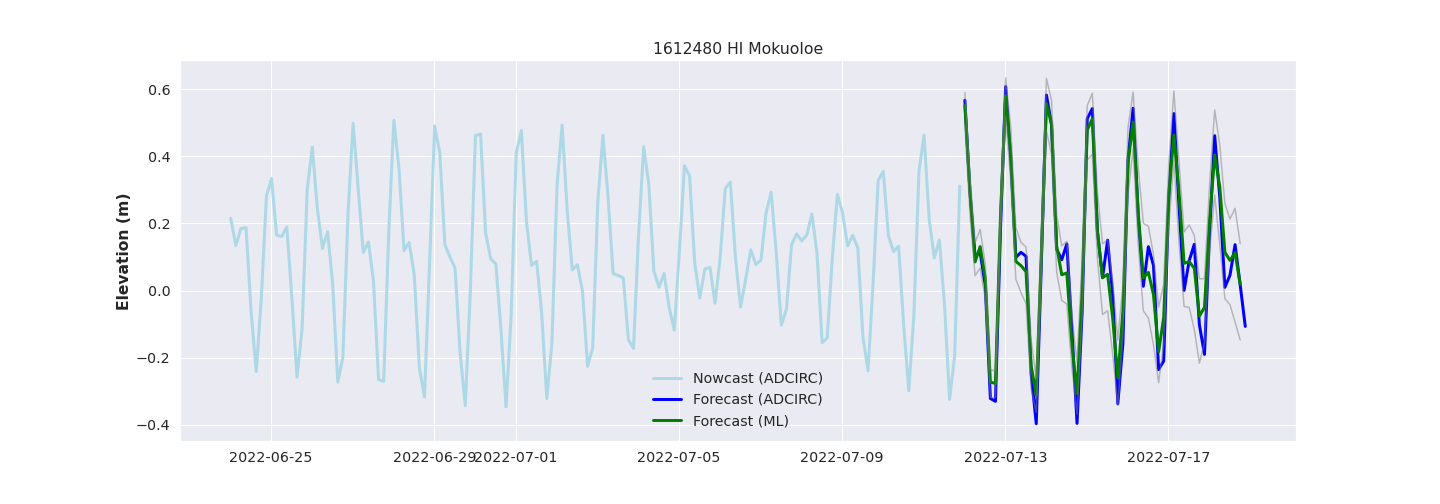 1612480 HI Mokuoloe
Elevation (m)
0.6
0.4
0.2
0.0
−0.2
−0.4
Nowcast (ADCIRC)
Forecast (ADCIRC)
Forecast (ML)
2022-06-25 2022-06-29 2022-07-01 2022-07-05 2022-07-09 2022-07-13 2022-07-17